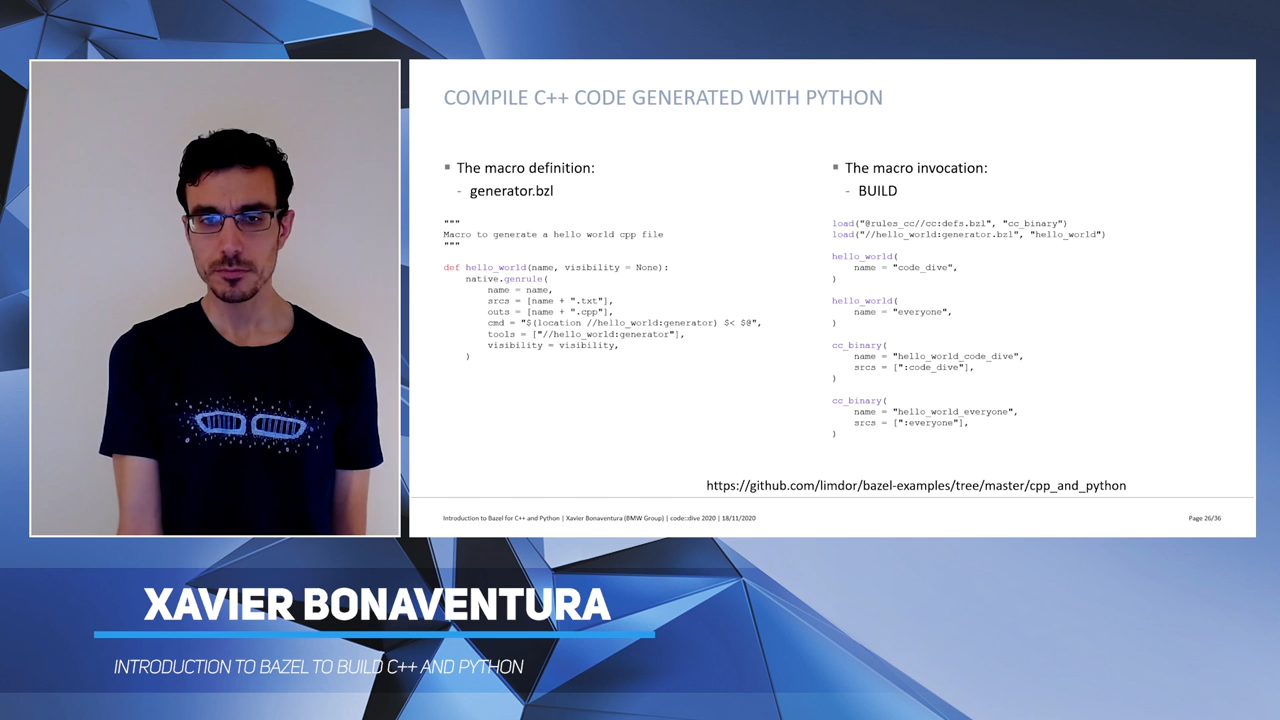 COMPILE C++ CODE GENERATED WITH PYTHON
The macro definition:
- generator.bzl
"""
Macro to generate a hello world cpp file
"""
def hello_world(name, visibility = None):
native.genrule(
name = name,
srcs = [name + ".txt"],
outs = [name + ".cpp"],
cmd = "$(location //hello_world:generator) $< $@",
tools = ["//hello_world:generator"],
visibility = visibility,
)
The macro invocation:
- BUILD
load("@rules_cc//cc:defs.bzl", "cc_binary")
load("//hello_world:generator.bzl", "hello_world")
hello_world(
name = "code_dive",
)
hello_world(
name = "everyone",
)
cc_binary(
name = "hello_world_code_dive",
srcs = [":code_dive"],
)
cc_binary(
name = "hello_world_everyone",
srcs = [":everyone"],
)
https://github.com/limdor/bazel-examples/tree/master/cpp_and_python
Introduction to Bazel for C++ and Python | Xavier Bonaventura (BMW Group) | code::dive 2020 | 18/11/2020
Page 26/36
XAVIER BONAVENTURA
INTRODUCTION TO BAZEL TO BUILD C++ AND PYTHON